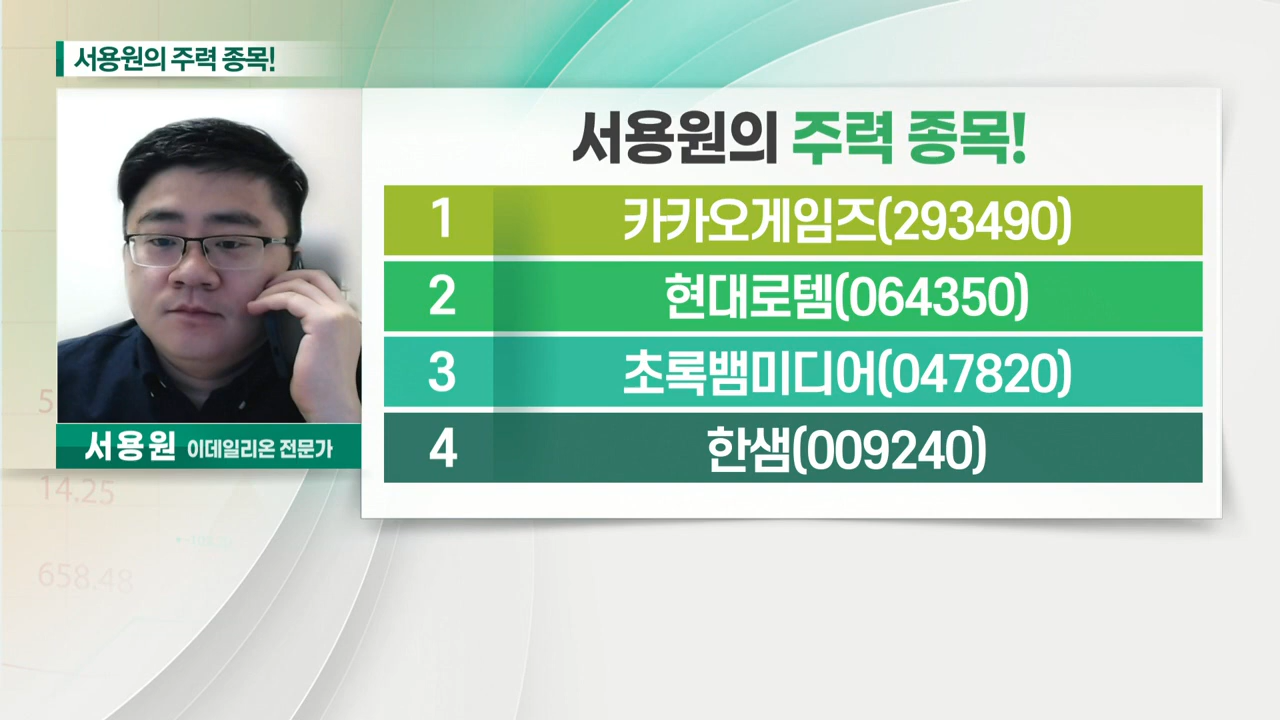 서용원의 주력 종목!
서용원의 주력 종목!
1 카카오게임즈(293490)
2 현대로템(064350)
3 초록뱀미디어(047820)
4 한샘(009240)
서용원 이데일리온 전문가
5
14.25
658.48